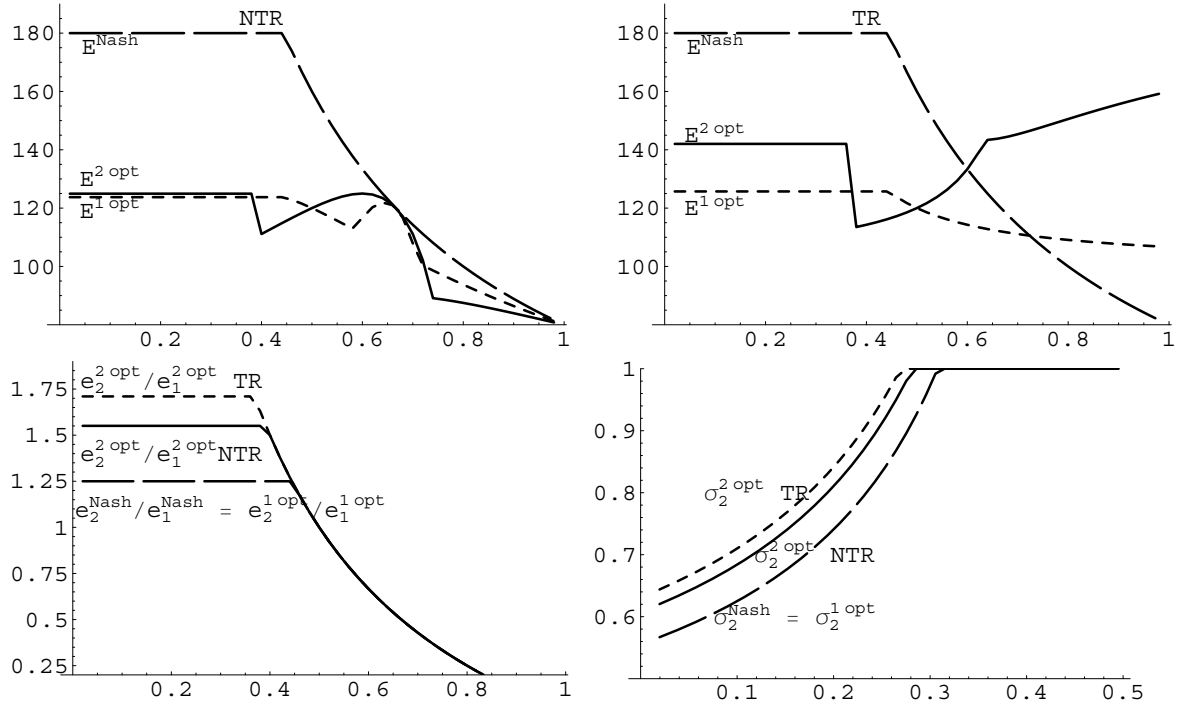 NTR
180
160
140
120
100
E^Nash
E^2 opt
E^1 opt
0.2 0.4 0.6 0.8 1
TR
180
160
140
120
100
E^Nash
E^2 opt
E^1 opt
0.2 0.4 0.6 0.8 1
1.75
1.5
1.25
1
0.75
0.5
0.25
e_2^2 opt/e_1^2 opt TR
e_2^2 opt/e_1^2 opt NTR
e_2^Nash/e_1^Nash = e_2^1 opt/e_1^1 opt
0.2 0.4 0.6 0.8 1
1
0.9
0.8
0.7
0.6
σ_2^2 opt TR
σ_2^2 opt NTR
σ_2^Nash = σ_2^1 opt
0.1 0.2 0.3 0.4 0.5